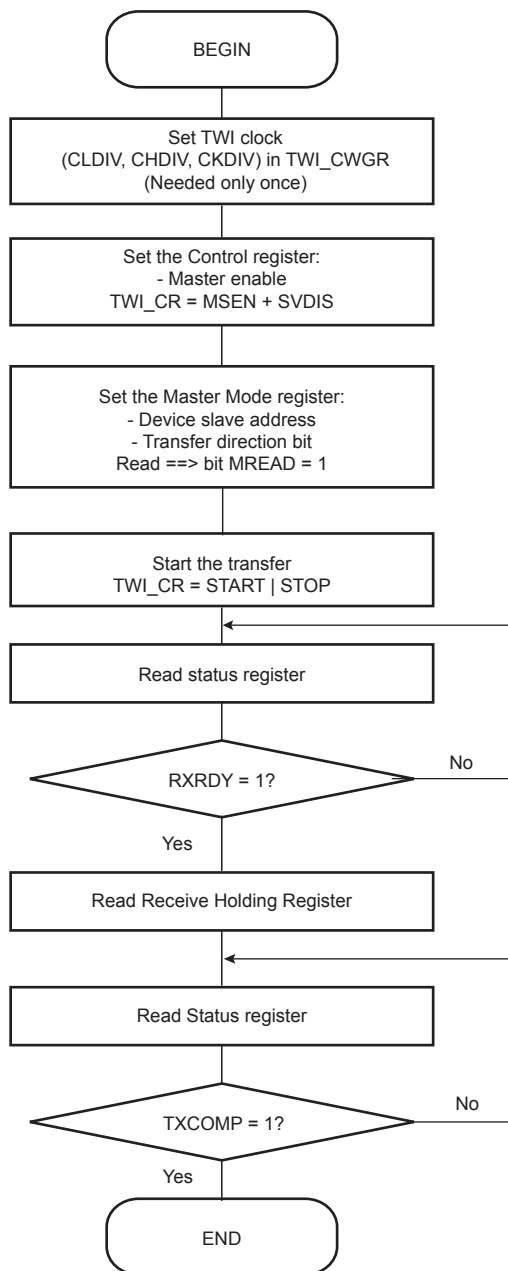 BEGIN
Set TWI clock
(CLDIV, CHDIV, CKDIV) in TWI_CWGR
(Needed only once)
Set the Control register:
- Master enable
TWI_CR = MSEN + SVDIS
Set the Master Mode register:
- Device slave address
- Transfer direction bit
Read ==> bit MREAD = 1
Start the transfer
TWI_CR = START | STOP
Read status register
RXRDY = 1?
No
Yes
Read Receive Holding Register
Read Status register
TXCOMP = 1?
No
Yes
END